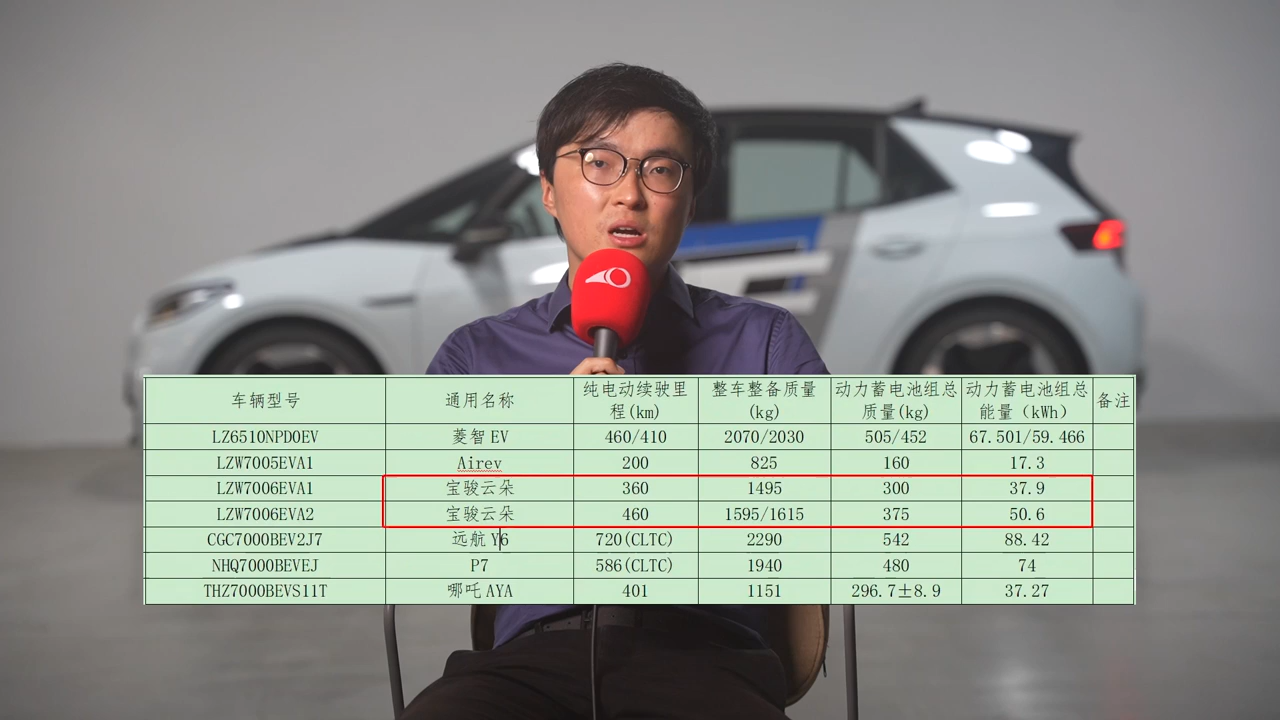 车辆型号 通用名称 纯电动续驶里 整车整备质量 动力蓄电池组总 动力蓄电池组总 备注
程(km) (kg) 质量(kg) 能量（kWh）
LZ6510NPD0EV 菱智EV 460/410 2070/2030 505/452 67.501/59.466
LZW7005EVA1 Airev 200 825 160 17.3
LZW7006EVA1 宝骏云朵 360 1495 300 37.9
LZW7006EVA2 宝骏云朵 460 1595/1615 375 50.6
CGC7000BEV2J7 远航Y6 720(CLTC) 2290 542 88.42
NHQ7000BEVEJ P7 586(CLTC) 1940 480 74
THZ7000BEVS11T 哪吒AYA 401 1151 296.7±8.9 37.27